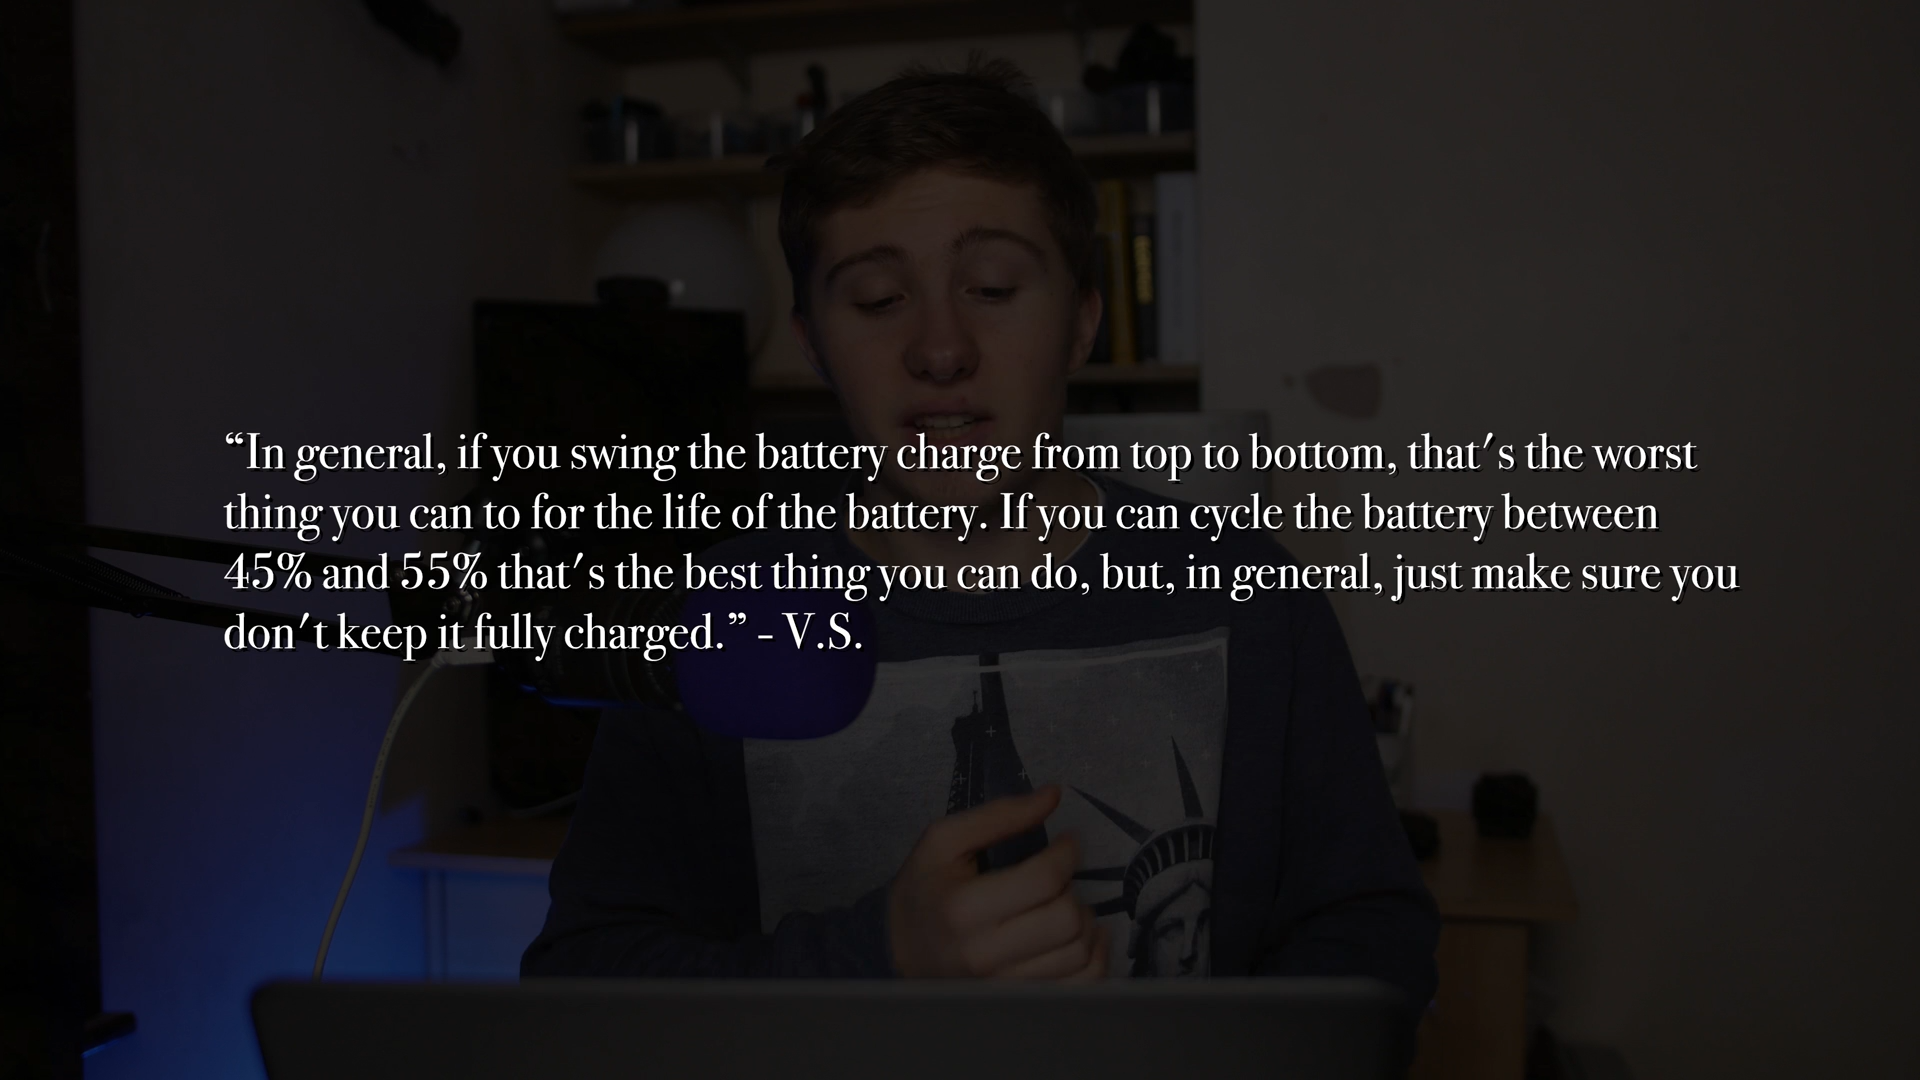 “In general, if you swing the battery charge from top to bottom, that's the worst
thing you can to for the life of the battery. If you can cycle the battery between
45% and 55% that's the best thing you can do, but, in general, just make sure you
don't keep it fully charged.” - V.S.